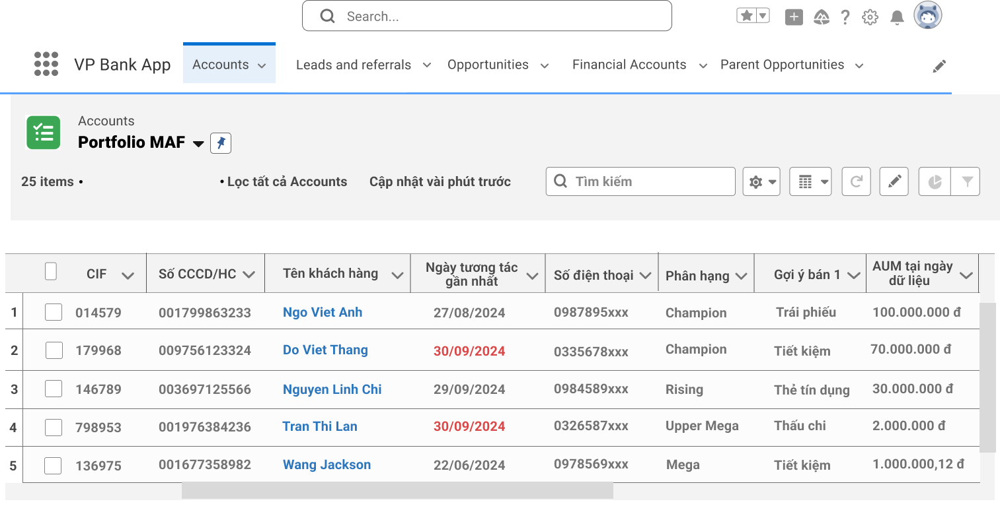 Search...
VP Bank App Accounts Leads and referrals Opportunities Financial Accounts Parent Opportunities
Accounts
Portfolio MAF
25 items • • Lọc tất cả Accounts Cập nhật vài phút trước Tìm kiếm
CIF Số CCCD/HC Tên khách hàng Ngày tương tác gần nhất Số điện thoại Phân hạng Gợi ý bán 1 AUM tại ngày dữ liệu
1 014579 001799863233 Ngo Viet Anh 27/08/2024 0987895xxx Champion Trái phiếu 100.000.000 đ
2 179968 009756123324 Do Viet Thang 30/09/2024 0335678xxx Champion Tiết kiệm 70.000.000 đ
3 146789 003697125566 Nguyen Linh Chi 29/09/2024 0984589xxx Rising Thẻ tín dụng 30.000.000 đ
4 798953 001976384236 Tran Thi Lan 30/09/2024 0326587xxx Upper Mega Thấu chi 2.000.000 đ
5 136975 001677358982 Wang Jackson 22/06/2024 0978569xxx Mega Tiết kiệm 1.000.000,12 đ